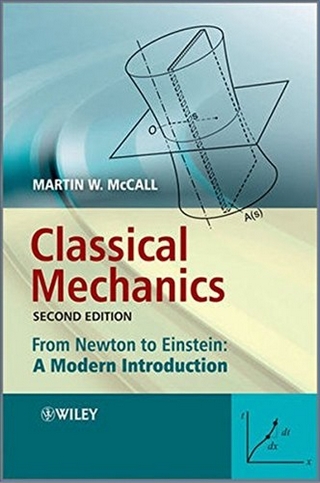 o
s
A(s)
MARTIN W. McCALL
Classical
Mechanics
SECOND EDITION
From Newton to Einstein:
A Modern Introduction
WILEY
t
dt
dx
x